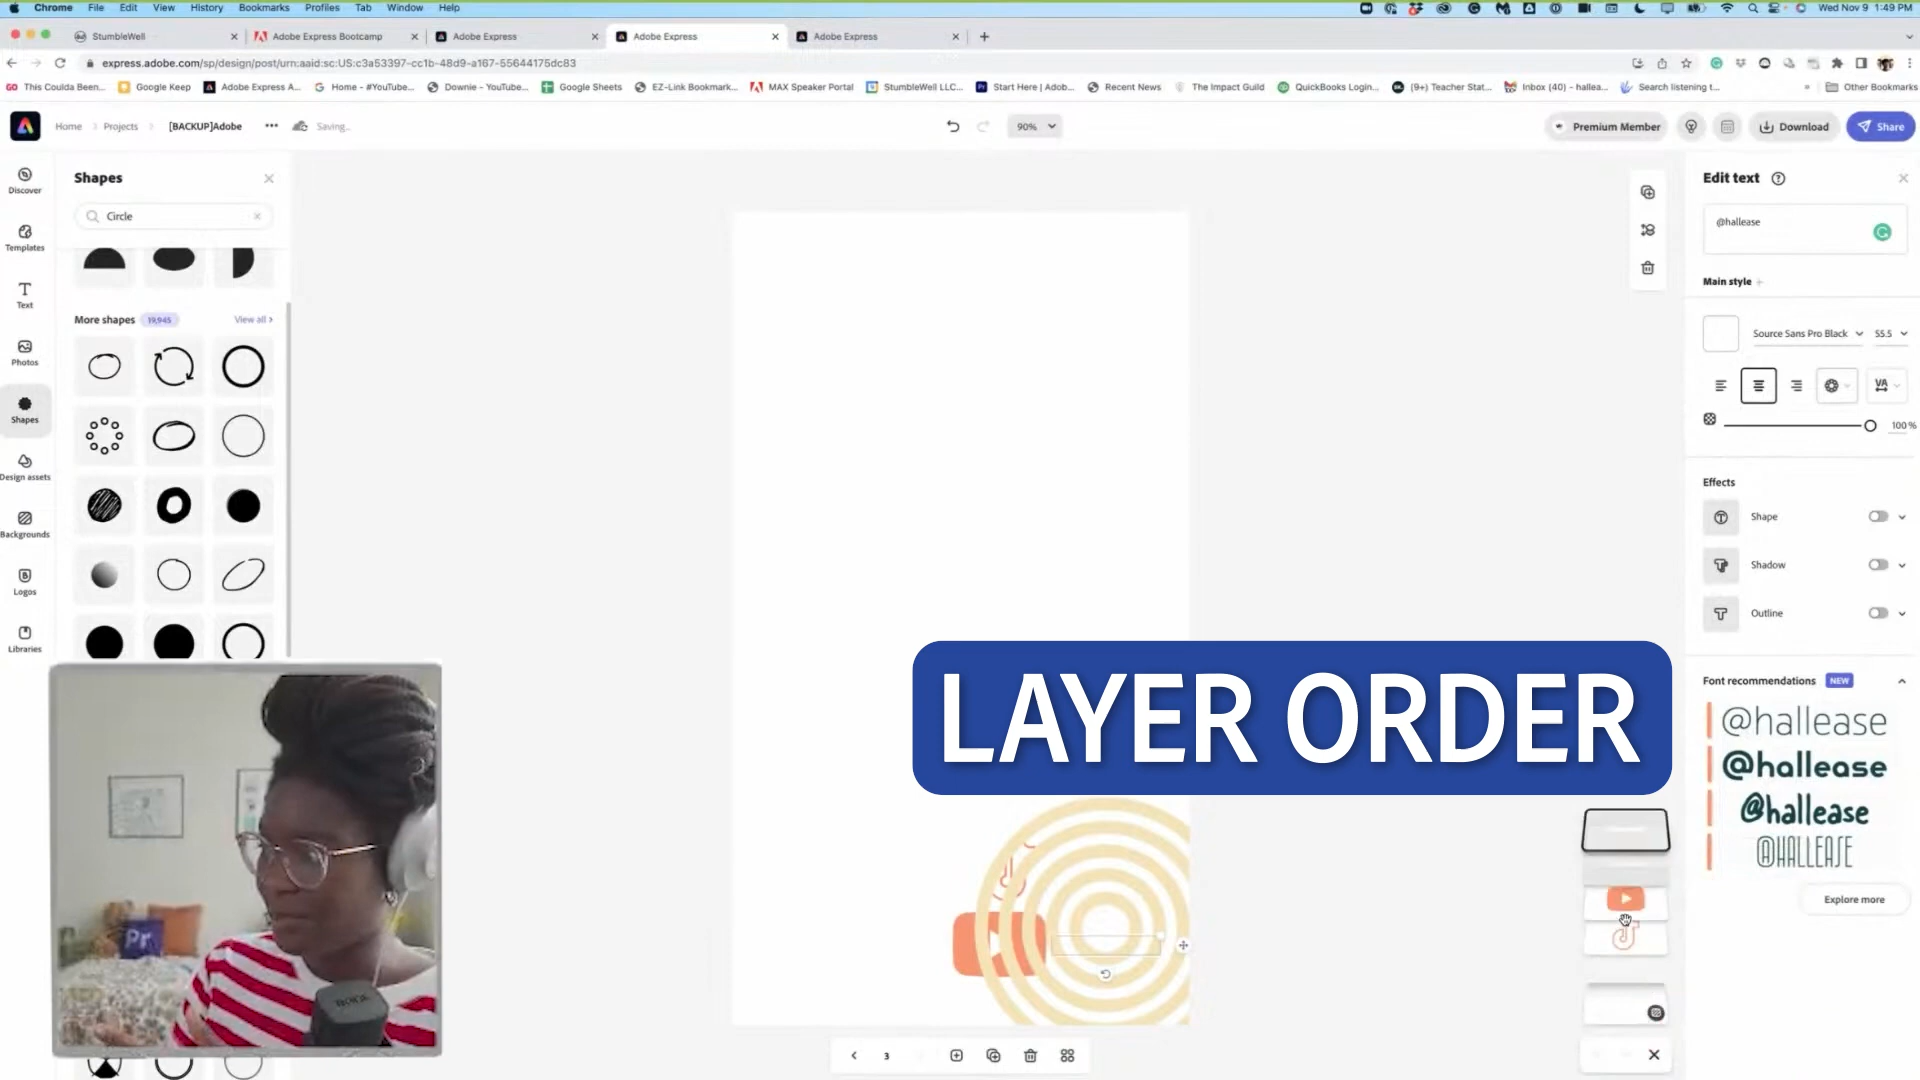 Chrome File Edit View History Bookmarks Profiles Tab Window Help Wed Nov 9 1:49 PM
StumbleWell Adobe Express Bootcamp Adobe Express Adobe Express Adobe Express
express.adobe.com/sp/design/post/urn:aaid:sc:US:c3a53397-cc1b-48d9-a167-55644175dc83
GO This Coulda Been... Google Keep Adobe Express A... Home - #YouTube... Downie - YouTube... Google Sheets EZ-Link Bookmark... MAX Speaker Portal StumbleWell LLC... Start Here | Adob... Recent News The Impact Guild QuickBooks Login... (9+) Teacher Stat... Inbox (40) - hallea... Search listening t... » Other Bookmarks
Home Projects [BACKUP]Adobe ... Saving... 90% Premium Member Download Share
Discover
Templates
Text
Photos
Shapes
Design assets
Backgrounds
Logos
Libraries
Shapes
Circle
More shapes 19,945 View all >
Pr
LAYER ORDER
3
Edit text
@hallease
Main style +
Source Sans Pro Black 55.5
VA
100 %
Effects
Shape
Shadow
Outline
Font recommendations NEW
@hallease
@hallease
@hallease
@HALLEASE
Explore more